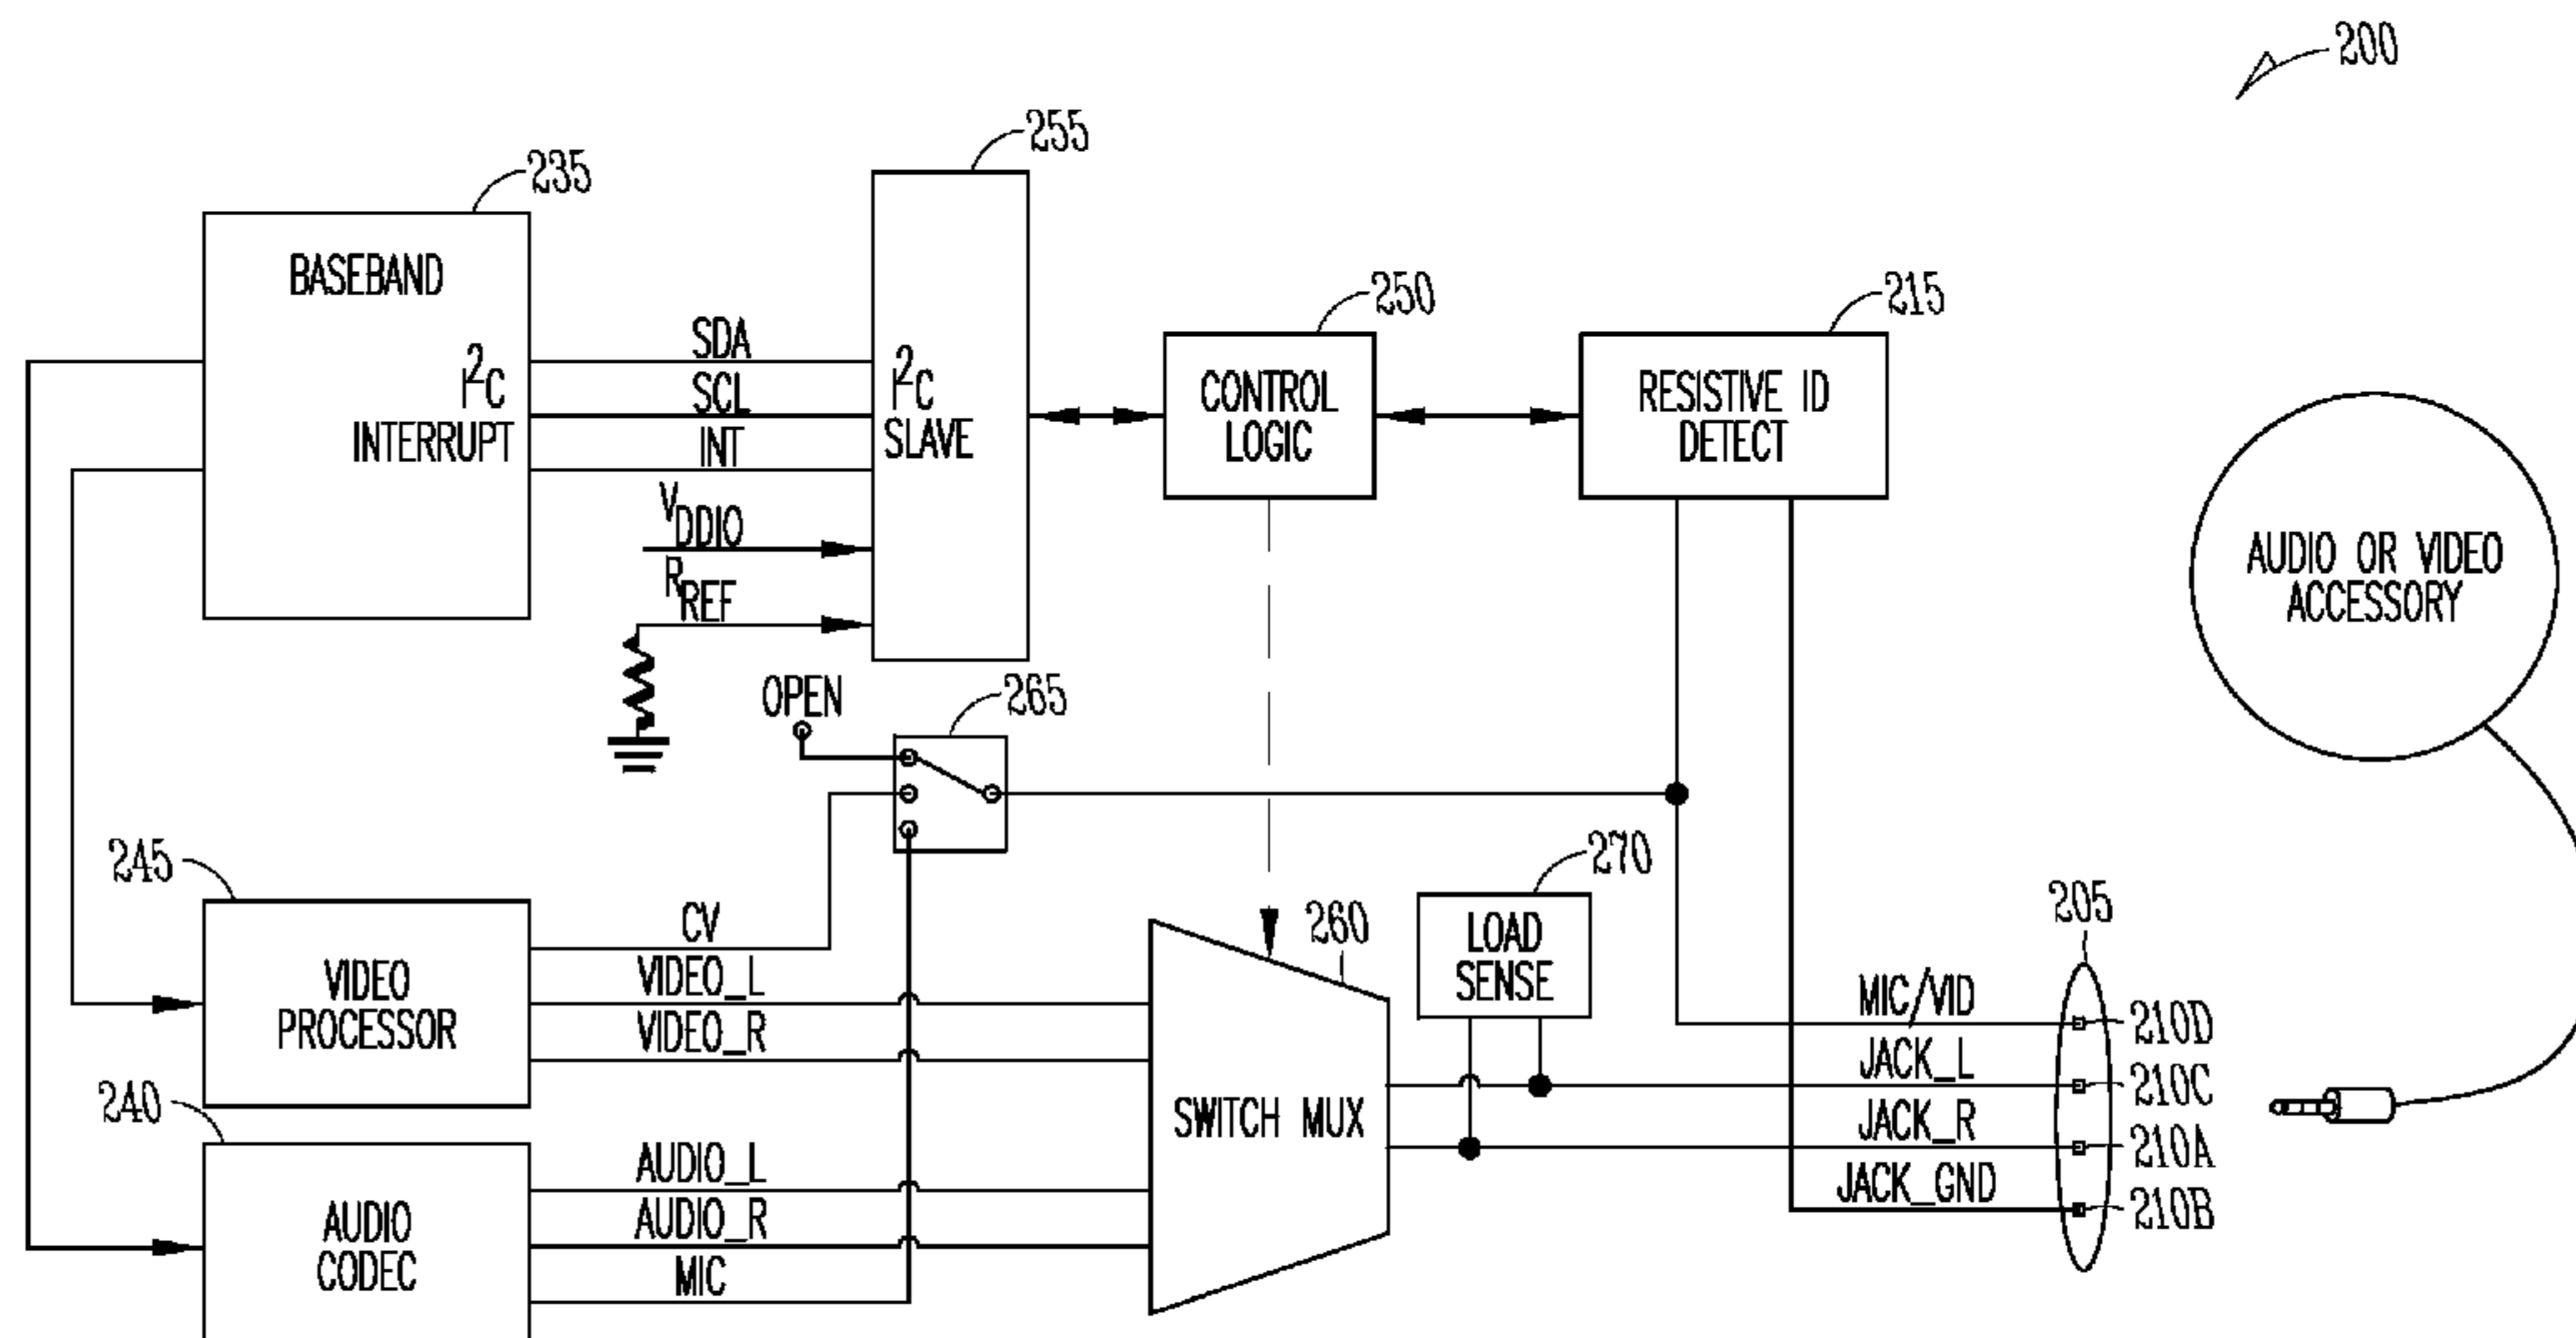 200
255
235
BASEBAND
I2C
INTERRUPT
SDA
SCL
INT
VDDIO
RREF
I2C
SLAVE
250
CONTROL
LOGIC
215
RESISTIVE ID
DETECT
AUDIO OR VIDEO
ACCESSORY
OPEN
265
245
VIDEO
PROCESSOR
CV
VIDEO_L
VIDEO_R
240
AUDIO
CODEC
AUDIO_L
AUDIO_R
MIC
260
SWITCH MUX
270
LOAD
SENSE
205
MIC/VID
210D
JACK_L
210C
JACK_R
210A
JACK_GND
210B